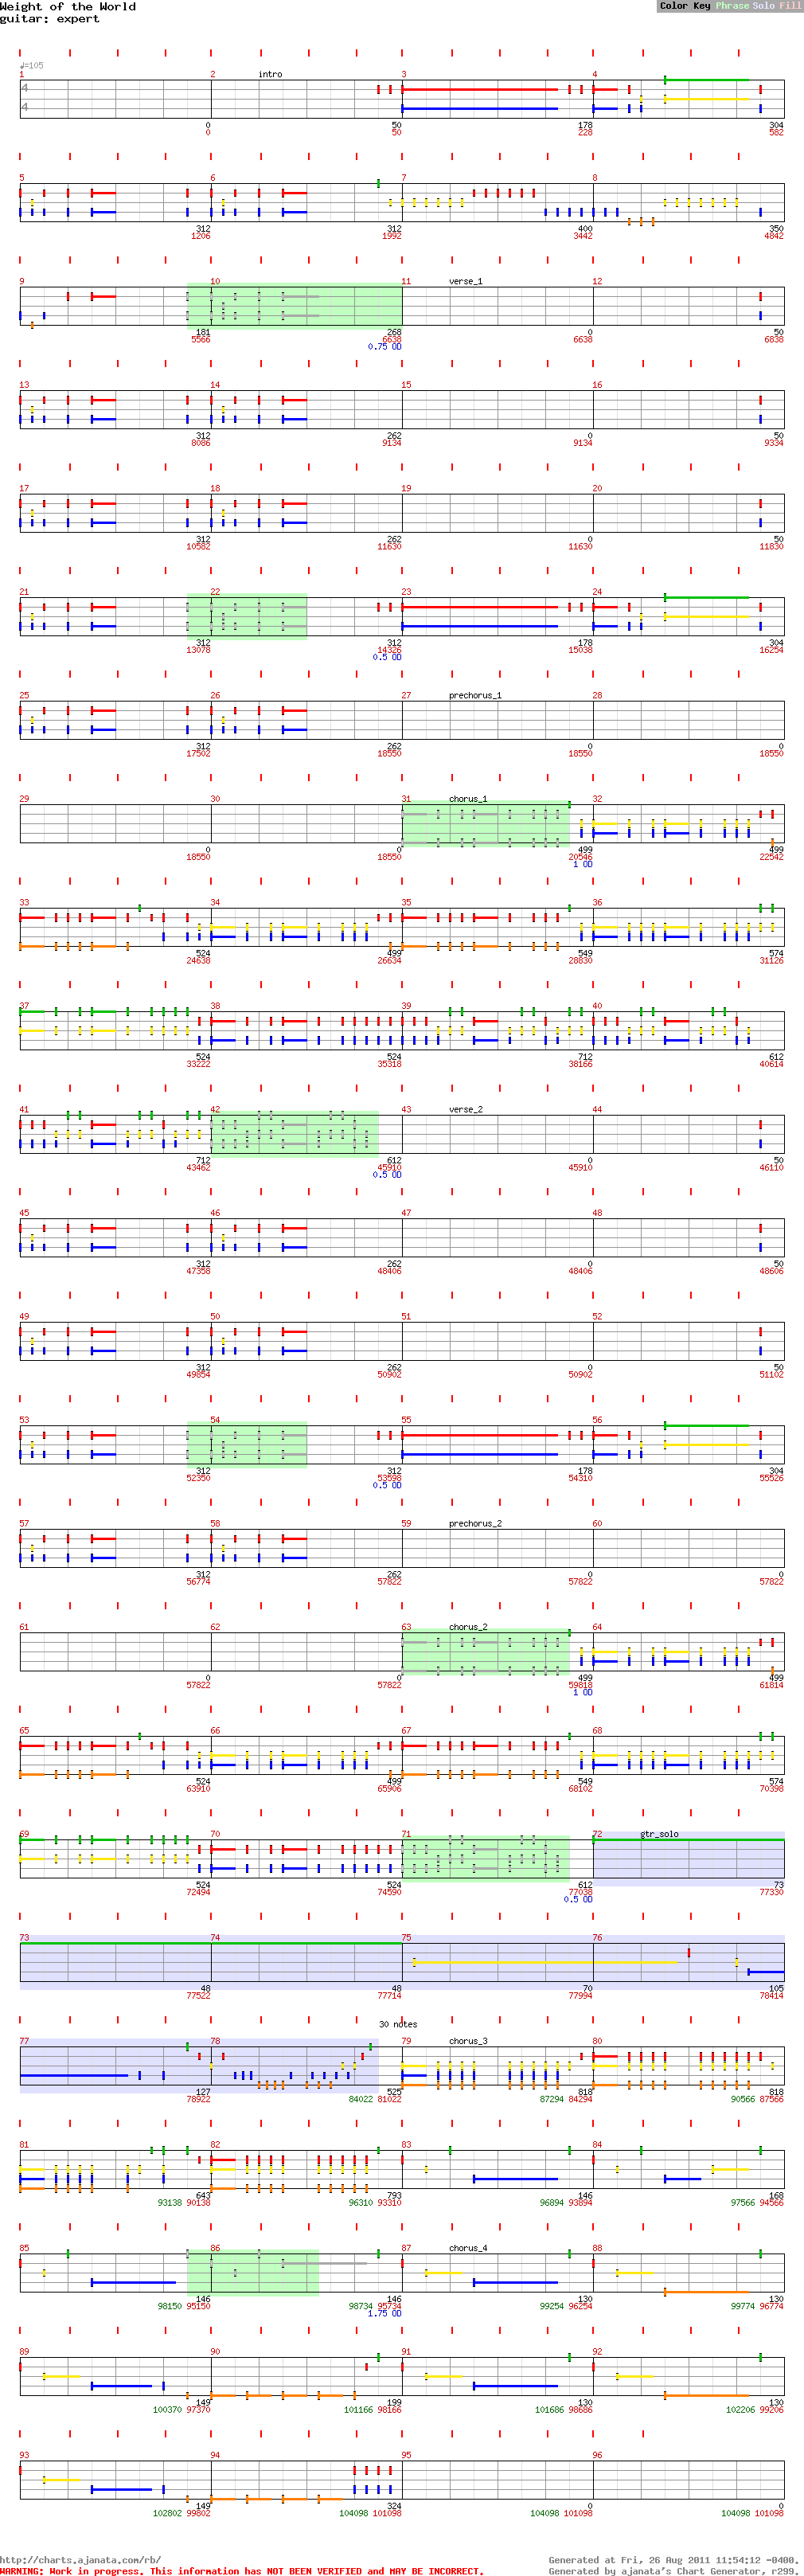 Weight of the World
guitar: expert
Color Key Phrase Solo Fill
♩=105
1 2 intro 3 4
4
4
0 50 178 304
0 50 228 582
5 6 7 8
312 312 400 350
1206 1992 3442 4842
9 10 11 verse_1 12
181 268 0 50
5566 6638 6638 6838
0.75 OD
13 14 15 16
312 262 0 50
8086 9134 9134 9334
17 18 19 20
312 262 0 50
10582 11630 11630 11830
21 22 23 24
312 312 178 304
13078 14326 15038 16254
0.5 OD
25 26 27 prechorus_1 28
312 262 0 0
17502 18550 18550 18550
29 30 31 chorus_1 32
0 0 499 499
18550 18550 20546 22542
1 OD
33 34 35 36
524 499 549 574
24638 26634 28830 31126
37 38 39 40
524 524 712 612
33222 35318 38166 40614
41 42 43 verse_2 44
712 612 0 50
43462 45910 45910 46110
0.5 OD
45 46 47 48
312 262 0 50
47358 48406 48406 48606
49 50 51 52
312 262 0 50
49854 50902 50902 51102
53 54 55 56
312 312 178 304
52350 53598 54310 55526
0.5 OD
57 58 59 prechorus_2 60
312 262 0 0
56774 57822 57822 57822
61 62 63 chorus_2 64
0 0 499 499
57822 57822 59818 61814
1 OD
65 66 67 68
524 499 549 574
63910 65906 68102 70398
69 70 71 72 gtr_solo
524 524 612 73
72494 74590 77038 77330
0.5 OD
73 74 75 76
48 48 70 105
77522 77714 77994 78414
30 notes
77 78 79 chorus_3 80
127 525 818 818
78922 84022 81022 87294 84294 90566 87566
81 82 83 84
643 793 146 168
93138 90138 96310 93310 96894 93894 97566 94566
85 86 87 chorus_4 88
146 146 130 130
98150 95150 98734 95734 99254 96254 99774 96774
1.75 OD
89 90 91 92
149 199 130 130
100370 97370 101166 98166 101686 98686 102206 99206
93 94 95 96
149 324 0 0
102802 99802 104098 101098 104098 101098 104098 101098
http://charts.ajanata.com/rb/ Generated at Fri, 26 Aug 2011 11:54:12 -0400.
WARNING: Work in progress. This information has NOT BEEN VERIFIED and MAY BE INCORRECT. Generated by ajanata's Chart Generator, r299.